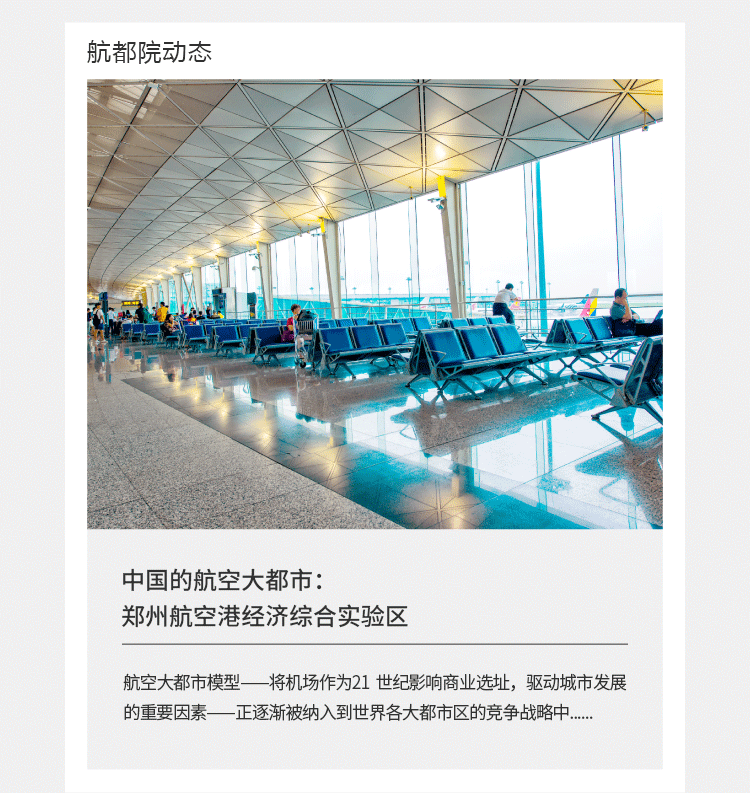 航都院动态
中国的航空大都市：
郑州航空港经济综合实验区
航空大都市模型——将机场作为21 世纪影响商业选址，驱动城市发展
的重要因素——正逐渐被纳入到世界各大都市区的竞争战略中......